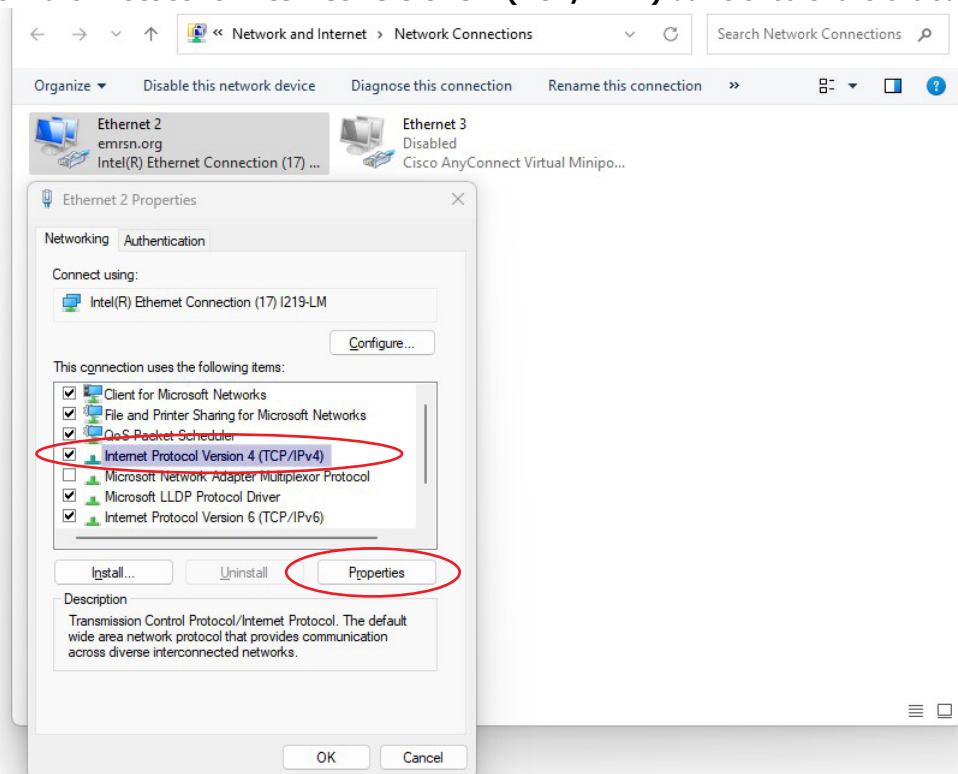 « Network and Internet › Network Connections
Search Network Connections
Organize Disable this network device Diagnose this connection Rename this connection »
Ethernet 2
emrsn.org
Intel(R) Ethernet Connection (17) ...
Ethernet 3
Disabled
Cisco AnyConnect Virtual Minipo...
Ethernet 2 Properties
Networking Authentication
Connect using:
Intel(R) Ethernet Connection (17) I219-LM
Configure...
This connection uses the following items:
Client for Microsoft Networks
File and Printer Sharing for Microsoft Networks
QoS Packet Scheduler
Internet Protocol Version 4 (TCP/IPv4)
Microsoft Network Adapter Multiplexor Protocol
Microsoft LLDP Protocol Driver
Internet Protocol Version 6 (TCP/IPv6)
Install... Uninstall Properties
Description
Transmission Control Protocol/Internet Protocol. The default
wide area network protocol that provides communication
across diverse interconnected networks.
OK Cancel